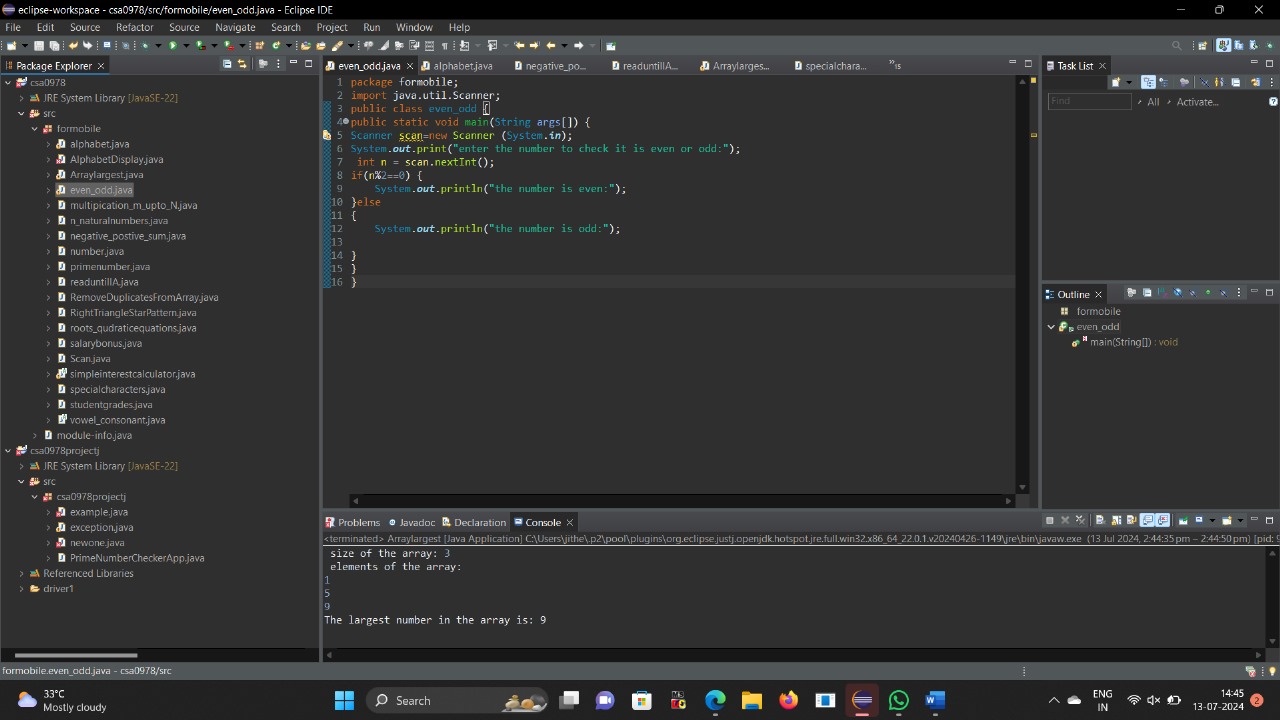 eclipse-workspace - csa0978/src/formobile/even_odd.java - Eclipse IDE
File Edit Source Refactor Source Navigate Search Project Run Window Help
Package Explorer
csa0978
JRE System Library [JavaSE-22]
src
formobile
alphabet.java
AlphabetDisplay.java
Arraylargest.java
even_odd.java
multipication_m_upto_N.java
n_naturalnumbers.java
negative_postive_sum.java
number.java
primenumber.java
readuntillA.java
RemoveDuplicatesFromArray.java
RightTriangleStarPattern.java
roots_qudraticequations.java
salarybonus.java
Scan.java
simpleinterestcalculator.java
specialcharacters.java
studentgrades.java
vowel_consonant.java
module-info.java
csa0978projectj
JRE System Library [JavaSE-22]
src
csa0978projectj
example.java
exception.java
newone.java
PrimeNumberCheckerApp.java
Referenced Libraries
driver1
even_odd.java alphabet.java negative_po... readuntillA... Arraylarges... specialchara... »15
1 package formobile;
2 import java.util.Scanner;
3 public class even_odd {
4 public static void main(String args[]) {
5 Scanner scan=new Scanner (System.in);
6 System.out.print("enter the number to check it is even or odd:");
7 int n = scan.nextInt();
8 if(n%2==0) {
9 System.out.println("the number is even:");
10 }else
11 {
12 System.out.println("the number is odd:");
13
14 }
15 }
16 }
Task List
Find All Activate...
Outline
formobile
even_odd
main(String[]) : void
Problems Javadoc Declaration Console
<terminated> Arraylargest [Java Application] C:\Users\jithe\.p2\pool\plugins\org.eclipse.justj.openjdk.hotspot.jre.full.win32.x86_64_22.0.1.v20240426-1149\jre\bin\javaw.exe (13 Jul 2024, 2:44:35 pm – 2:44:50 pm) [pid: 9
size of the array: 3
elements of the array:
1
5
9
The largest number in the array is: 9
formobile.even_odd.java - csa0978/src
33°C
Mostly cloudy
Search
ENG
IN
14:45
13-07-2024
2